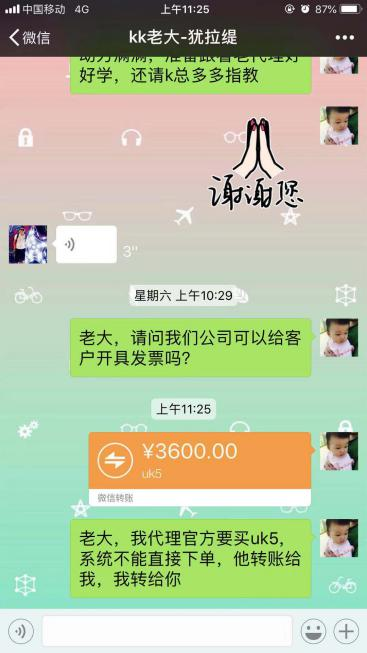 中国移动 4G 上午11:25 87%
微信 kk老大-犹拉缇
动力满满，准备跟着老代理好
好学，还请k总多多指教
谢谢您
3''
星期六 上午10:29
老大，请问我们公司可以给客
户开具发票吗?
上午11:25
¥3600.00
uk5
微信转账
老大，我代理官方要买uk5，
系统不能直接下单，他转账给
我，我转给你